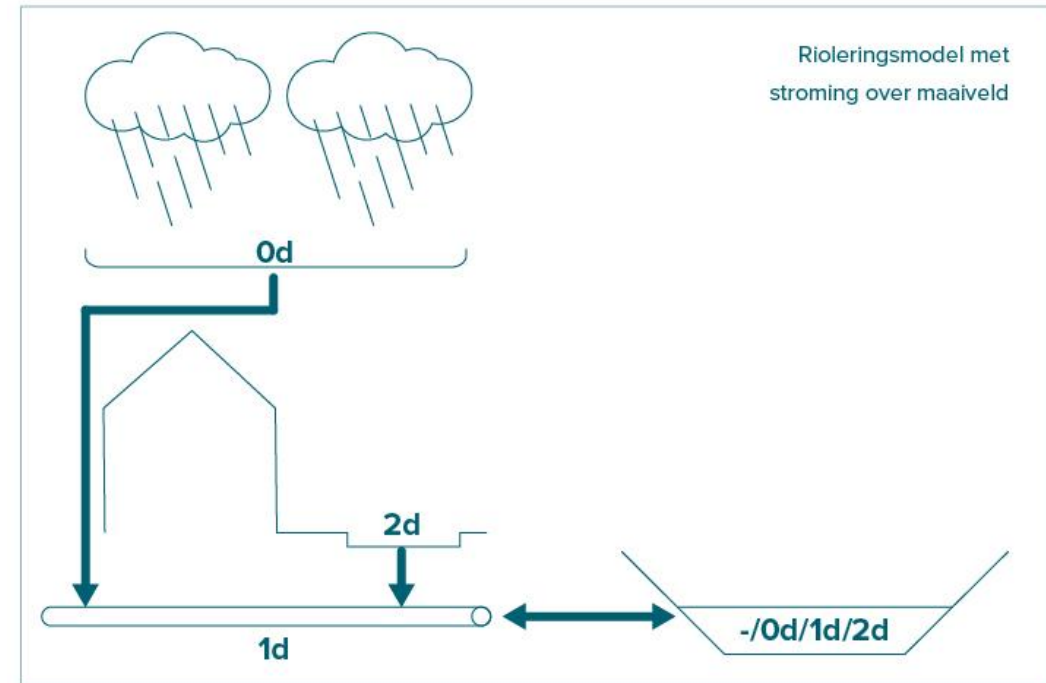 Rioleringsmodel met
stroming over maaiveld
0d
2d
1d
-/0d/1d/2d